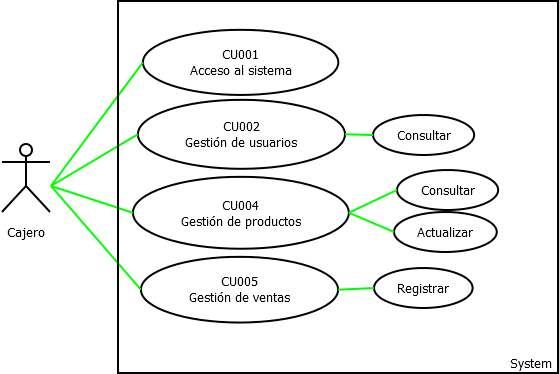 CU001
Acceso al sistema
CU002
Gestión de usuarios
Consultar
Consultar
CU004
Gestión de productos
Actualizar
Cajero
CU005
Gestión de ventas
Registrar
System